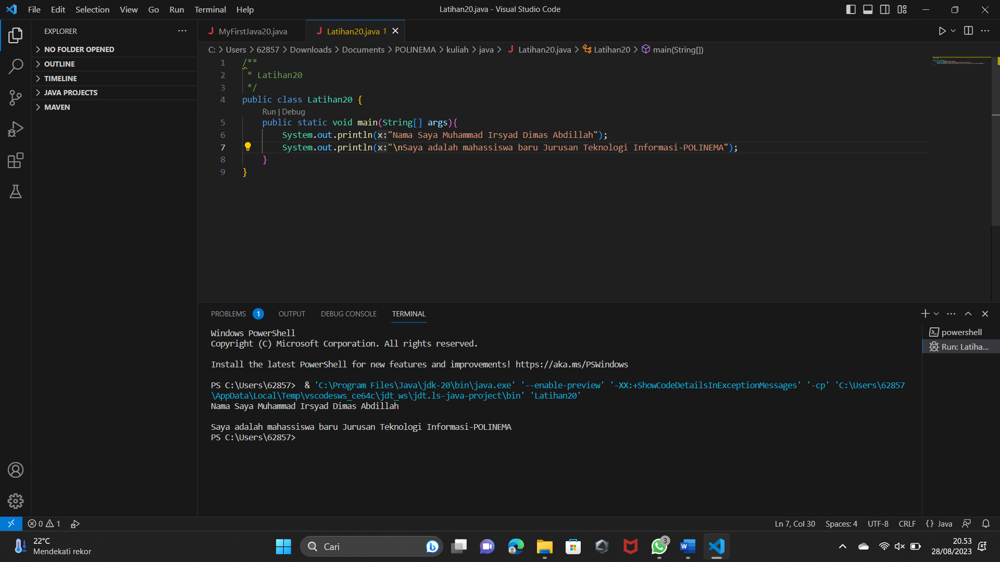 File Edit Selection View Go Run Terminal Help
Latihan20.java - Visual Studio Code
EXPLORER
NO FOLDER OPENED
OUTLINE
TIMELINE
JAVA PROJECTS
MAVEN
J MyFirstJava20.java
J Latihan20.java 1
C: > Users > 62857 > Downloads > Documents > POLINEMA > kuliah > java > J Latihan20.java > Latihan20 > main(String[])
1 /**
2  * Latihan20
3  */
4 public class Latihan20 {
Run | Debug
5     public static void main(String[] args){
6         System.out.println(x:"Nama Saya Muhammad Irsyad Dimas Abdillah");
7         System.out.println(x:"\nSaya adalah mahassiswa baru Jurusan Teknologi Informasi-POLINEMA");
8     }
9 }
PROBLEMS 1 OUTPUT DEBUG CONSOLE TERMINAL
Windows PowerShell
Copyright (C) Microsoft Corporation. All rights reserved.
Install the latest PowerShell for new features and improvements! https://aka.ms/PSWindows
PS C:\Users\62857>  & 'C:\Program Files\Java\jdk-20\bin\java.exe' '--enable-preview' '-XX:+ShowCodeDetailsInExceptionMessages' '-cp' 'C:\Users\62857
\AppData\Local\Temp\vscodesws_ce64c\jdt_ws\jdt.ls-java-project\bin' 'Latihan20'
Nama Saya Muhammad Irsyad Dimas Abdillah
Saya adalah mahassiswa baru Jurusan Teknologi Informasi-POLINEMA
PS C:\Users\62857>
powershell
Run: Latiha...
0 1
Ln 7, Col 30 Spaces: 4 UTF-8 CRLF {} Java
22°C
Mendekati rekor
Cari
3
20.53
28/08/2023